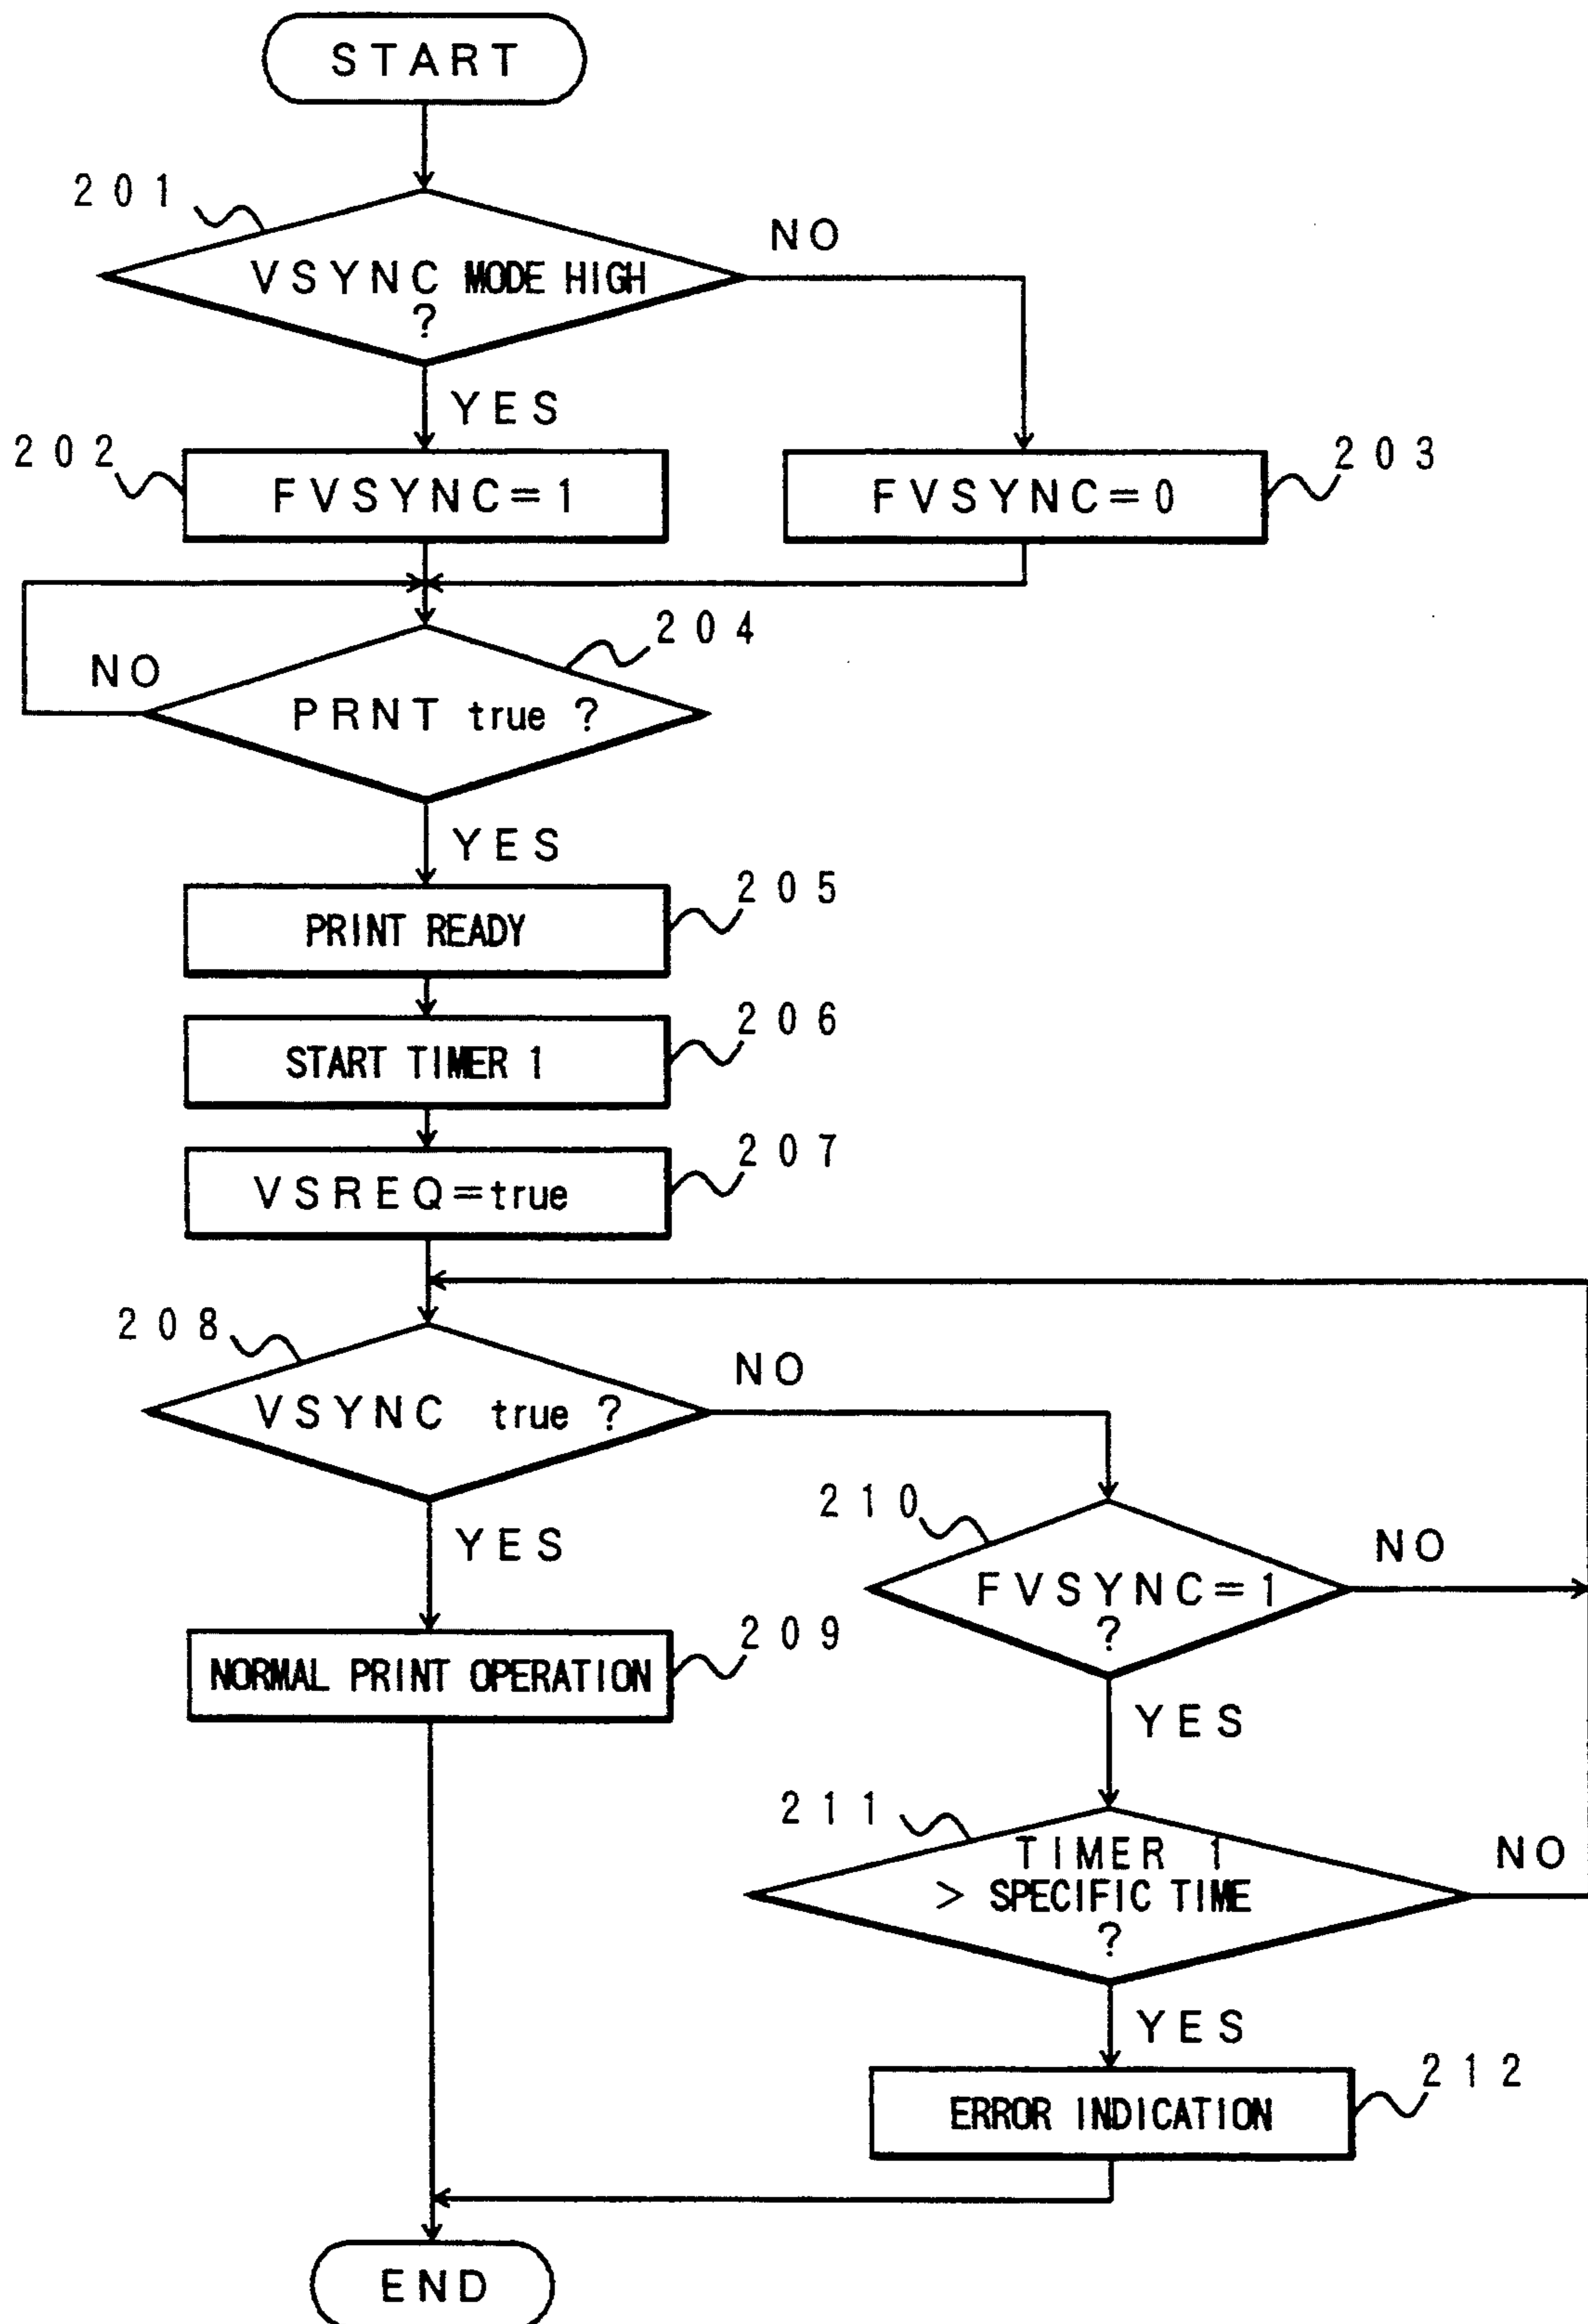 START
201
VSYNC MODE HIGH
?
NO
YES
202
FVSYNC=1
FVSYNC=0
203
204
NO
PRNT true ?
YES
205
PRINT READY
206
START TIMER 1
207
VSREQ=true
208
VSYNC true ?
NO
YES
210
FVSYNC=1
?
NO
209
NORMAL PRINT OPERATION
YES
211
TIMER 1
> SPECIFIC TIME
?
NO
YES
212
ERROR INDICATION
END